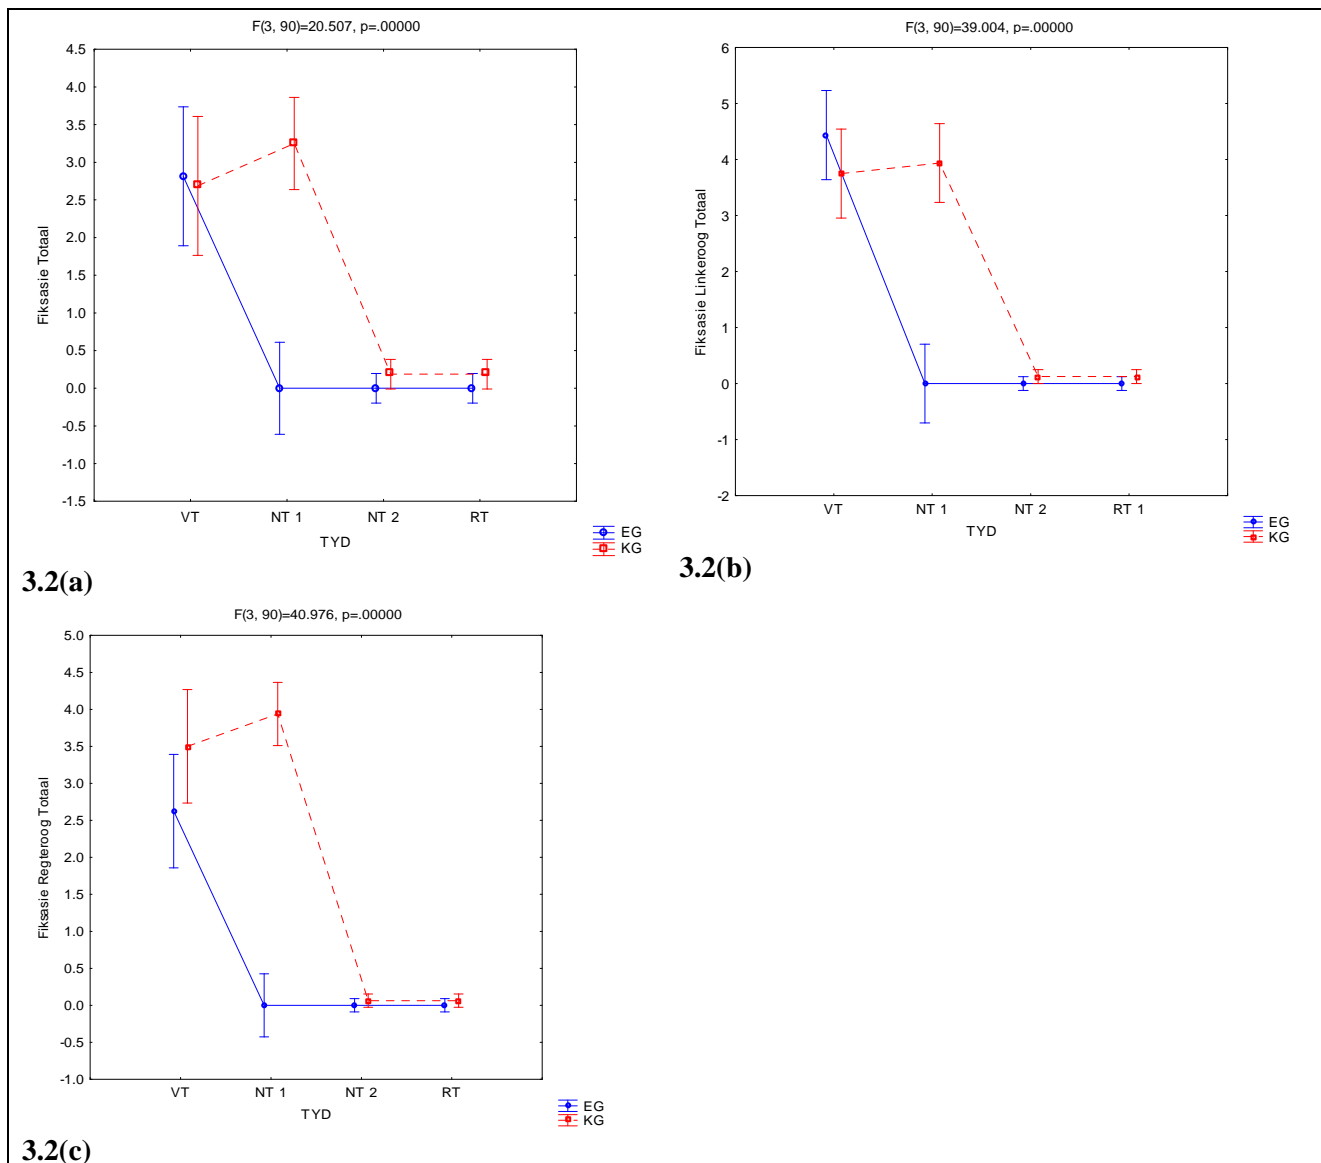 F(3, 90)=20.507, p=.00000
4.5
4.0
3.5
3.0
2.5
2.0
1.5
1.0
0.5
0.0
-0.5
-1.0
-1.5
Fiksasie Totaal
VT NT 1 NT 2 RT
TYD
EG
KG
3.2(a)
F(3, 90)=39.004, p=.00000
6
5
4
3
2
1
0
-1
-2
Fiksasie Linkeroog Totaal
VT NT 1 NT 2 RT 1
TYD
EG
KG
3.2(b)
F(3, 90)=40.976, p=.00000
5.0
4.5
4.0
3.5
3.0
2.5
2.0
1.5
1.0
0.5
0.0
-0.5
-1.0
Fiksasie Regteroog Totaal
VT NT 1 NT 2 RT
TYD
EG
KG
3.2(c)